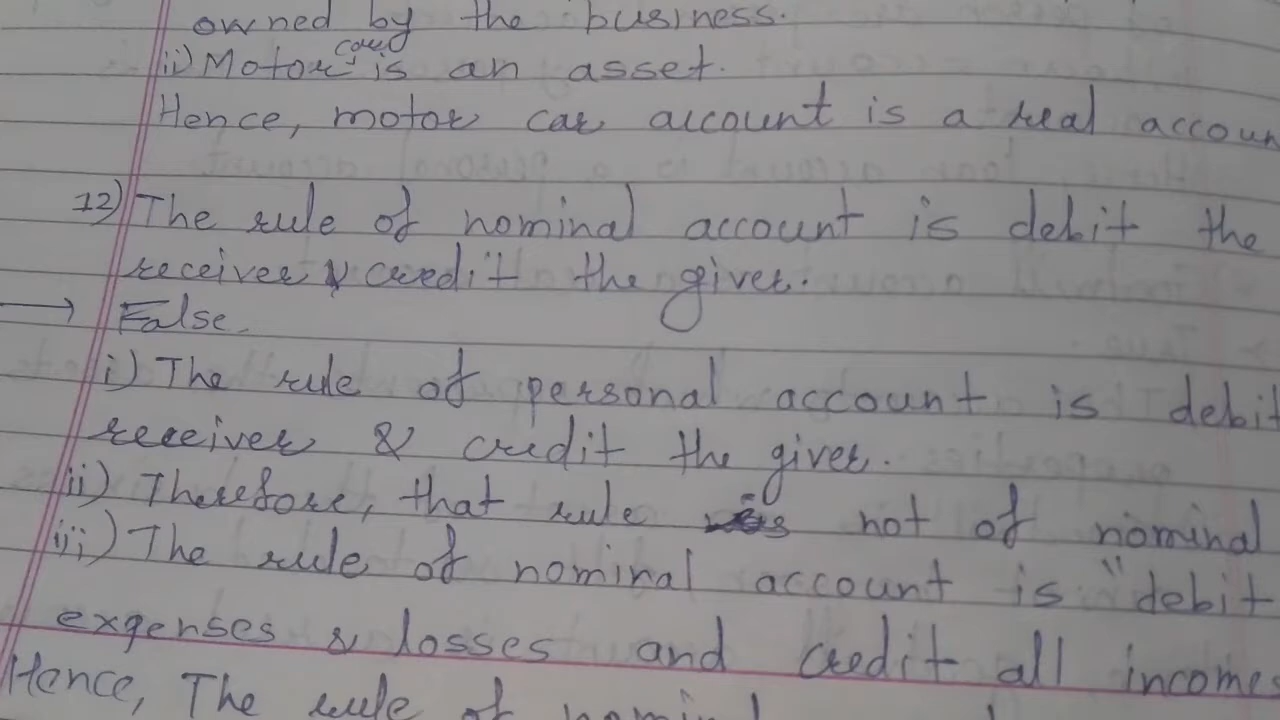 owned by the business.
ii) Motor car is an asset.
Hence, motor car account is a real accoun
12) The rule of nominal account is debit the
receiver & credit the giver.
→ False.
i) The rule of personal account is debit
receiver & credit the giver.
ii) Therefore, that rule is not of nominal
iii) The rule of nominal account is "debit
expenses & losses and credit all incomes
Hence, The rule of nominal